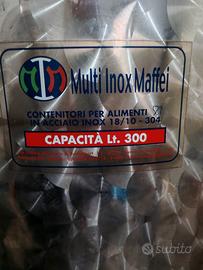 MIM Multi Inox Maffei
CONTENITORI PER ALIMENTI
IN ACCIAIO INOX 18/10 - 304
CAPACITÀ Lt. 300
subito